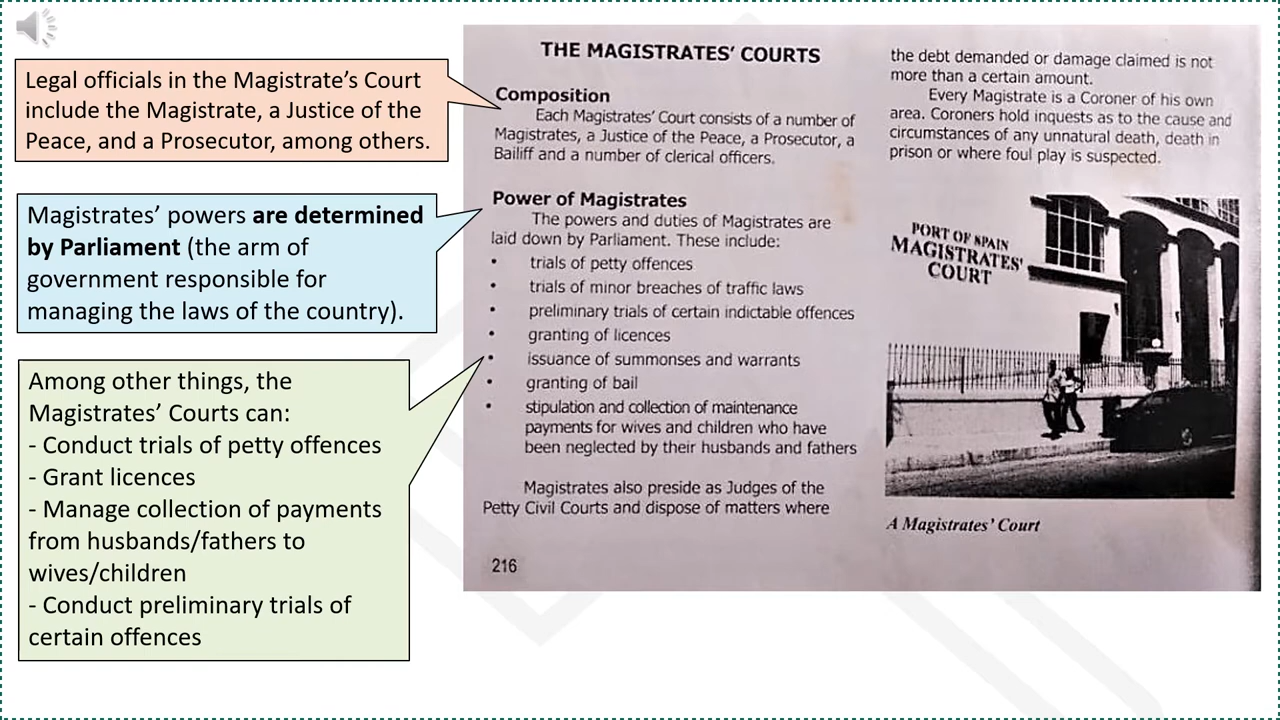 Legal officials in the Magistrate’s Court
include the Magistrate, a Justice of the
Peace, and a Prosecutor, among others.
Magistrates’ powers are determined
by Parliament (the arm of
government responsible for
managing the laws of the country).
Among other things, the
Magistrates’ Courts can:
- Conduct trials of petty offences
- Grant licences
- Manage collection of payments
from husbands/fathers to
wives/children
- Conduct preliminary trials of
certain offences
THE MAGISTRATES’ COURTS
Composition
Each Magistrates’ Court consists of a number of
Magistrates, a Justice of the Peace, a Prosecutor, a
Bailiff and a number of clerical officers.
Power of Magistrates
The powers and duties of Magistrates are
laid down by Parliament. These include:
• trials of petty offences
• trials of minor breaches of traffic laws
• preliminary trials of certain indictable offences
• granting of licences
• issuance of summonses and warrants
• granting of bail
• stipulation and collection of maintenance
payments for wives and children who have
been neglected by their husbands and fathers
Magistrates also preside as Judges of the
Petty Civil Courts and dispose of matters where
216
the debt demanded or damage claimed is not
more than a certain amount.
Every Magistrate is a Coroner of his own
area. Coroners hold inquests as to the cause and
circumstances of any unnatural death, death in
prison or where foul play is suspected.
PORT OF SPAIN
MAGISTRATES’
COURT
A Magistrates’ Court